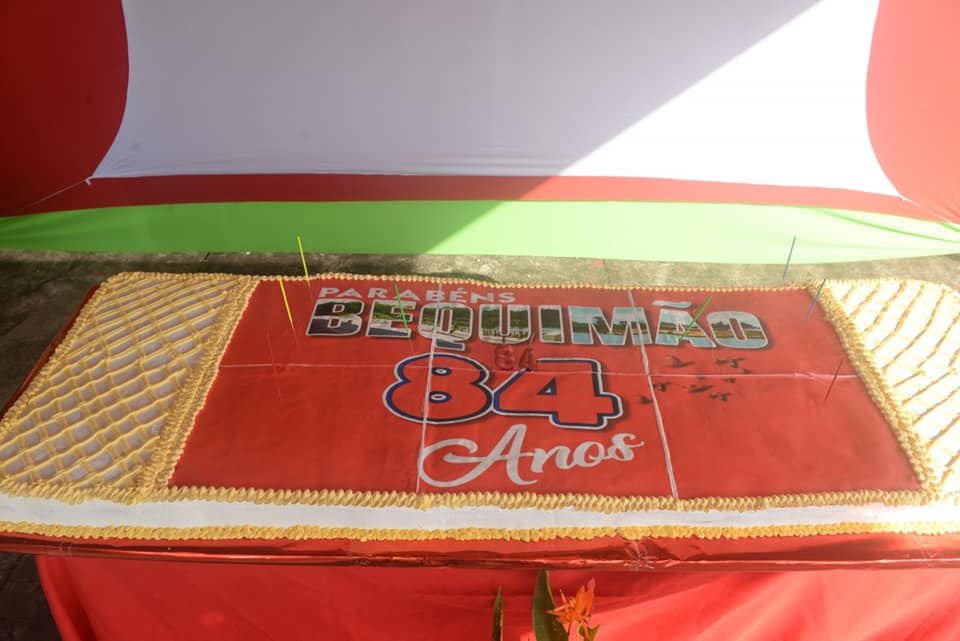 PARABÉNS
BEQUIMÃO
84
84
Anos